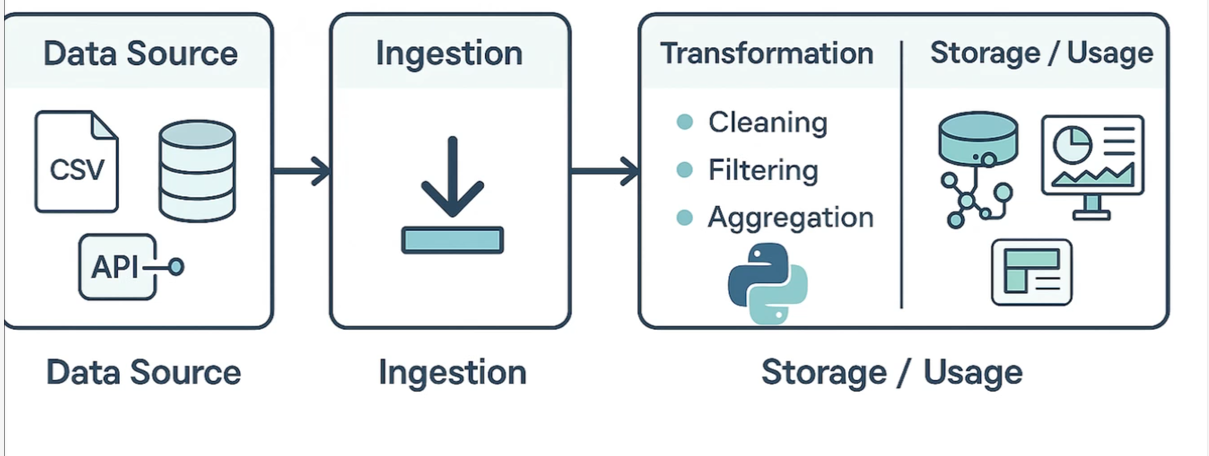 Data Source
CSV
API
Ingestion
Transformation
Cleaning
Filtering
Aggregation
Storage / Usage
Data Source
Ingestion
Storage / Usage